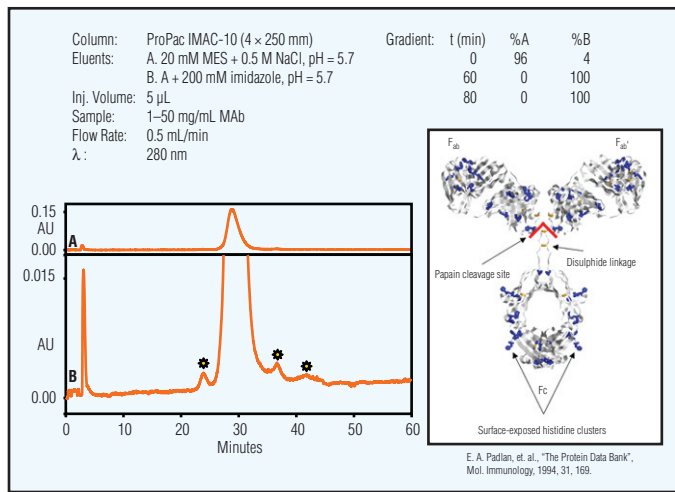 Column: ProPac IMAC-10 (4 × 250 mm)
Eluents: A. 20 mM MES + 0.5 M NaCl, pH = 5.7
B. A + 200 mM imidazole, pH = 5.7
Inj. Volume: 5 µL
Sample: 1–50 mg/mL MAb
Flow Rate: 0.5 mL/min
λ : 280 nm
Gradient: t (min) %A %B
0 96 4
60 0 100
80 0 100
Fab Fab'
Papain cleavage site
Disulphide linkage
Fc
Surface-exposed histidine clusters
0.15
AU
0.00
A
0.015
AU
B
0.00
0 10 20 30 40 50 60
Minutes
E. A. Padlan, et. al., "The Protein Data Bank",
Mol. Immunology, 1994, 31, 169.